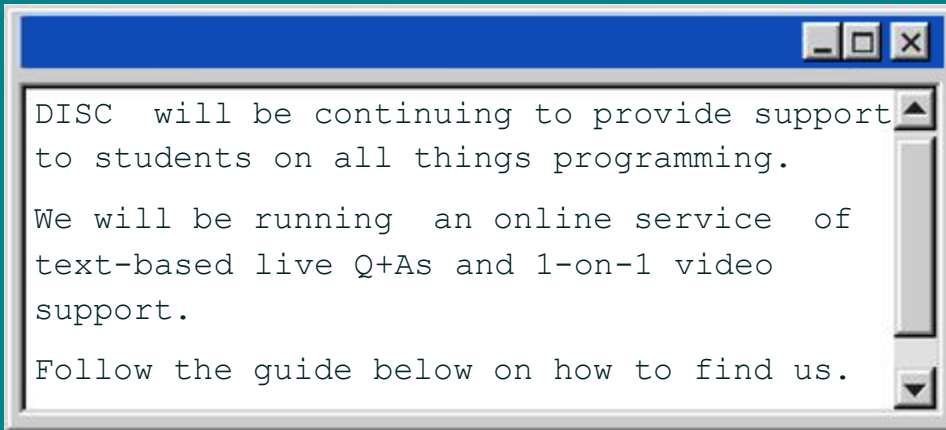 DISC  will be continuing to provide support
to students on all things programming.
We will be running  an online service  of
text-based live Q+As and 1-on-1 video
support.
Follow the guide below on how to find us.